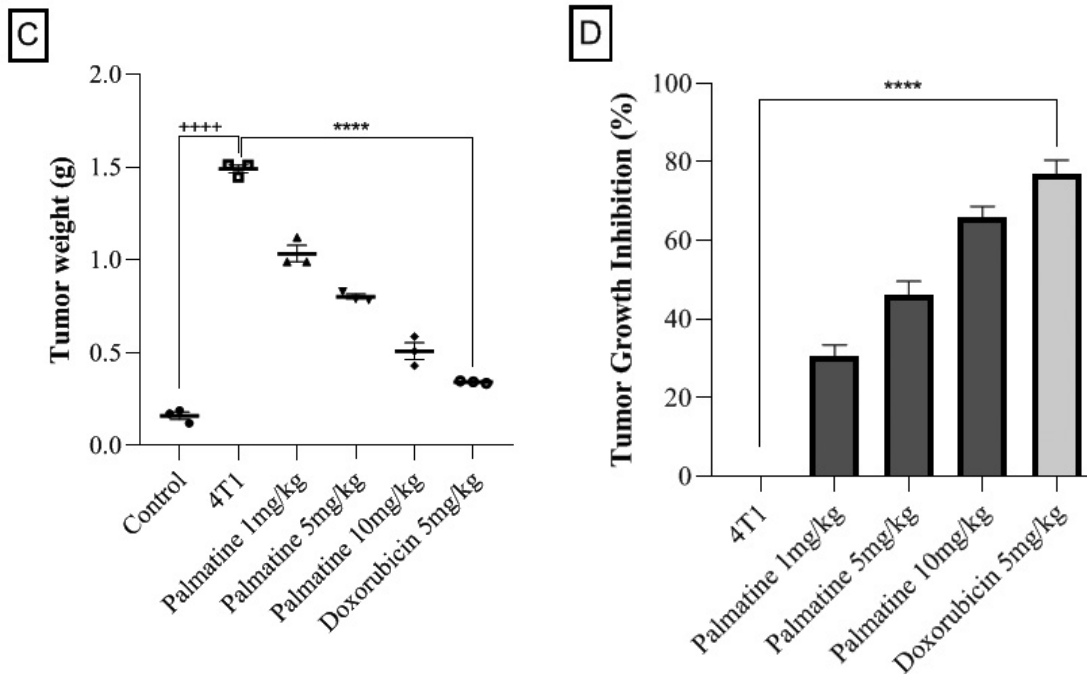 C
Tumor weight (g)
2.0
1.5
1.0
0.5
0.0
++++
****
Control
4T1
Palmatine 1mg/kg
Palmatine 5mg/kg
Palmatine 10mg/kg
Doxorubicin 5mg/kg
D
Tumor Growth Inhibition (%)
100
80
60
40
20
0
****
4T1
Palmatine 1mg/kg
Palmatine 5mg/kg
Palmatine 10mg/kg
Doxorubicin 5mg/kg